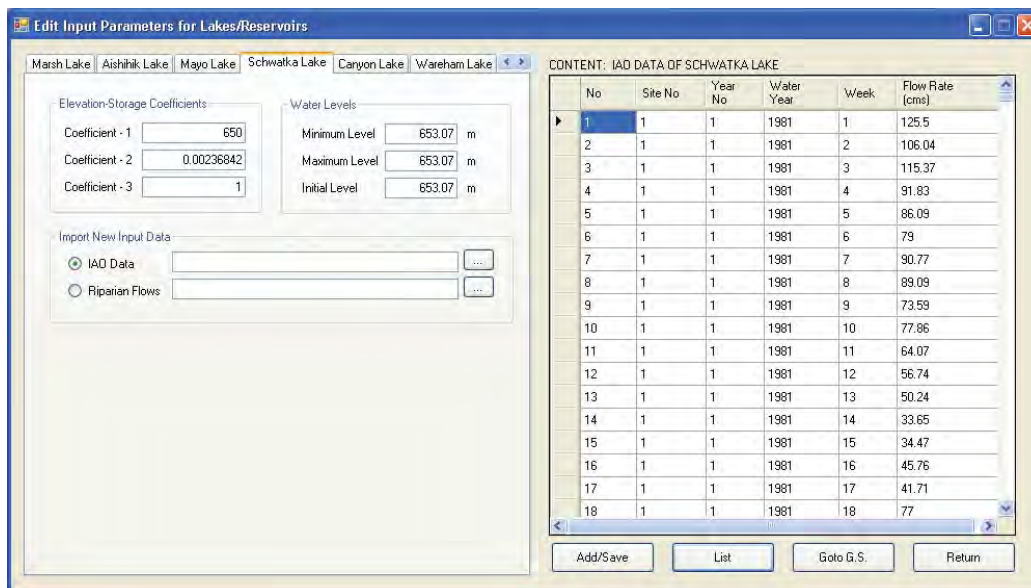 Edit Input Parameters for Lakes/Reservoirs
Marsh Lake Aishihik Lake Mayo Lake Schwatka Lake Canyon Lake Wareham Lake
Elevation-Storage Coefficients
Coefficient - 1 650
Coefficient - 2 0.00236842
Coefficient - 3 1
Water Levels
Minimum Level 653.07 m
Maximum Level 653.07 m
Initial Level 653.07 m
Import New Input Data
IAO Data ...
Riparian Flows ...
CONTENT: IAO DATA OF SCHWATKA LAKE
No Site No Year No Water Year Week Flow Rate (cms)
1 1 1 1981 1 125.5
2 1 1 1981 2 106.04
3 1 1 1981 3 115.37
4 1 1 1981 4 91.83
5 1 1 1981 5 86.09
6 1 1 1981 6 79
7 1 1 1981 7 90.77
8 1 1 1981 8 89.09
9 1 1 1981 9 73.59
10 1 1 1981 10 77.86
11 1 1 1981 11 64.07
12 1 1 1981 12 56.74
13 1 1 1981 13 50.24
14 1 1 1981 14 33.65
15 1 1 1981 15 34.47
16 1 1 1981 16 45.76
17 1 1 1981 17 41.71
18 1 1 1981 18 77
Add/Save List Goto G.S. Return